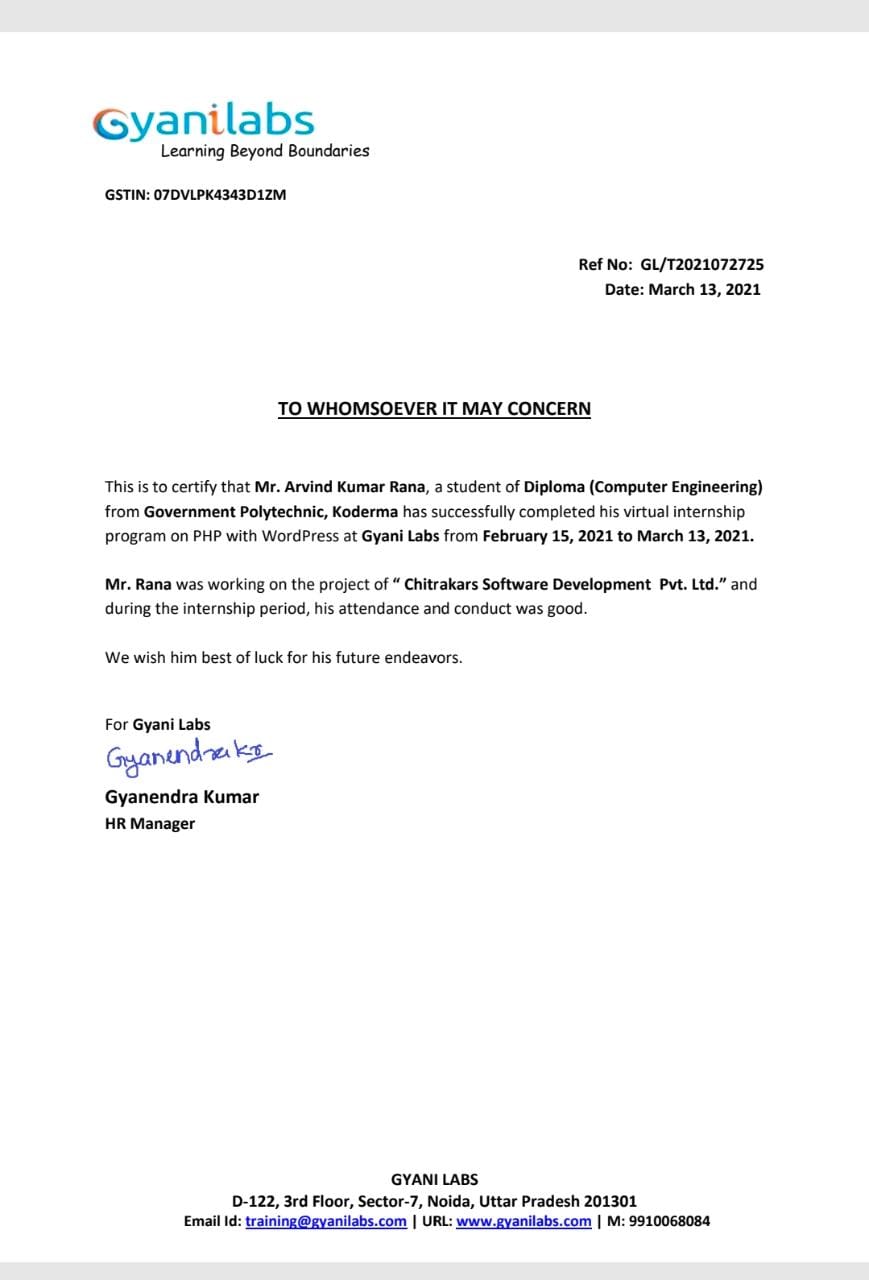 Gyanilabs
Learning Beyond Boundaries
GSTIN: 07DVLPK4343D1ZM
Ref No: GL/T2021072725
Date: March 13, 2021
TO WHOMSOEVER IT MAY CONCERN
This is to certify that Mr. Arvind Kumar Rana, a student of Diploma (Computer Engineering)
from Government Polytechnic, Koderma has successfully completed his virtual internship
program on PHP with WordPress at Gyani Labs from February 15, 2021 to March 13, 2021.
Mr. Rana was working on the project of “ Chitrakars Software Development Pvt. Ltd.” and
during the internship period, his attendance and conduct was good.
We wish him best of luck for his future endeavors.
For Gyani Labs
Gyanendra Kr
Gyanendra Kumar
HR Manager
GYANI LABS
D-122, 3rd Floor, Sector-7, Noida, Uttar Pradesh 201301
Email Id: training@gyanilabs.com | URL: www.gyanilabs.com | M: 9910068084